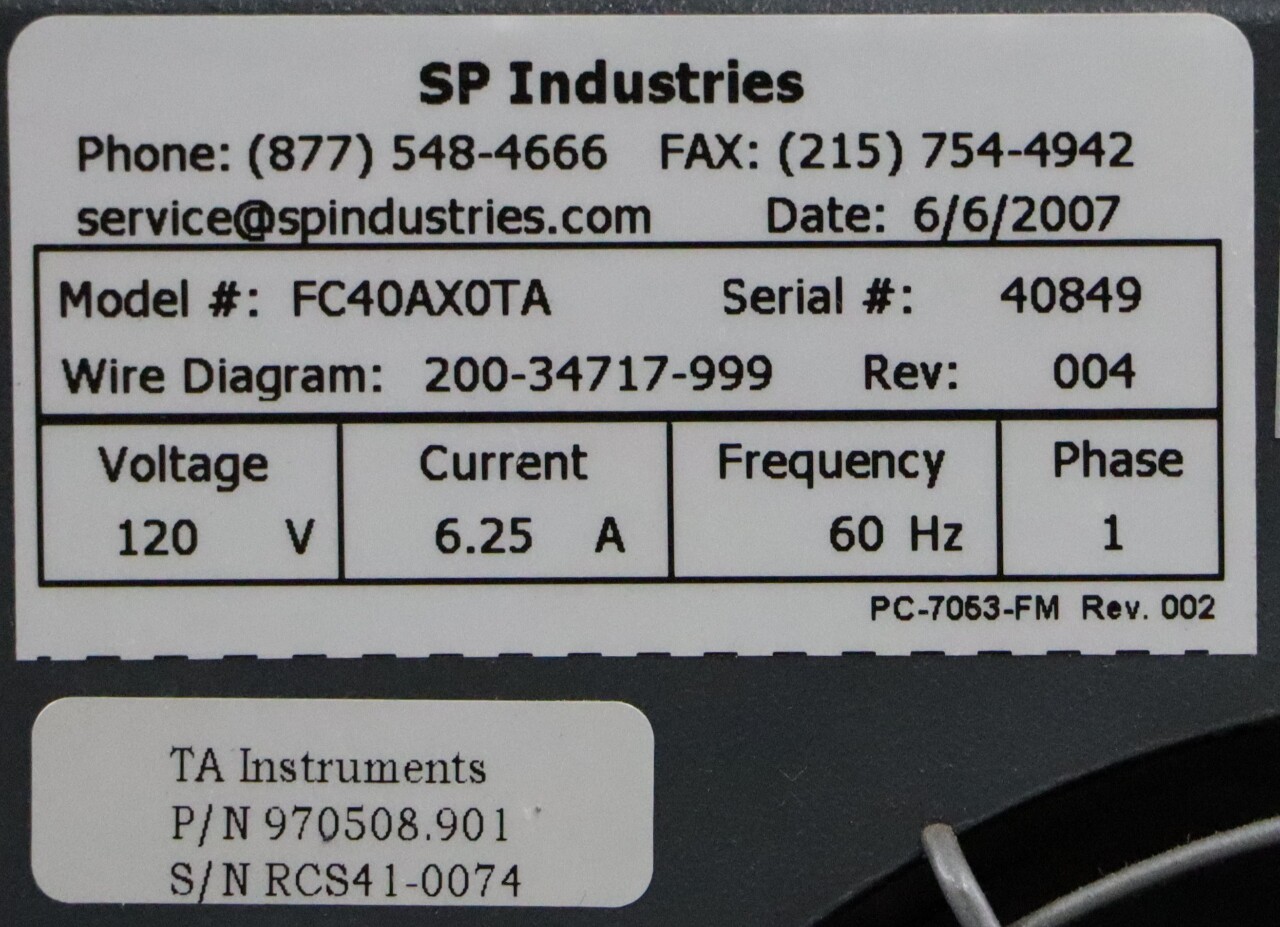 SP Industries
Phone: (877) 548-4666 FAX: (215) 754-4942
service@spindustries.com Date: 6/6/2007
Model #: FC40AX0TA Serial #: 40849
Wire Diagram: 200-34717-999 Rev: 004
Voltage Current Frequency Phase
120 V 6.25 A 60 Hz 1
PC-7053-FM Rev. 002
TA Instruments
P/N 970508.901
S/N RCS41-0074